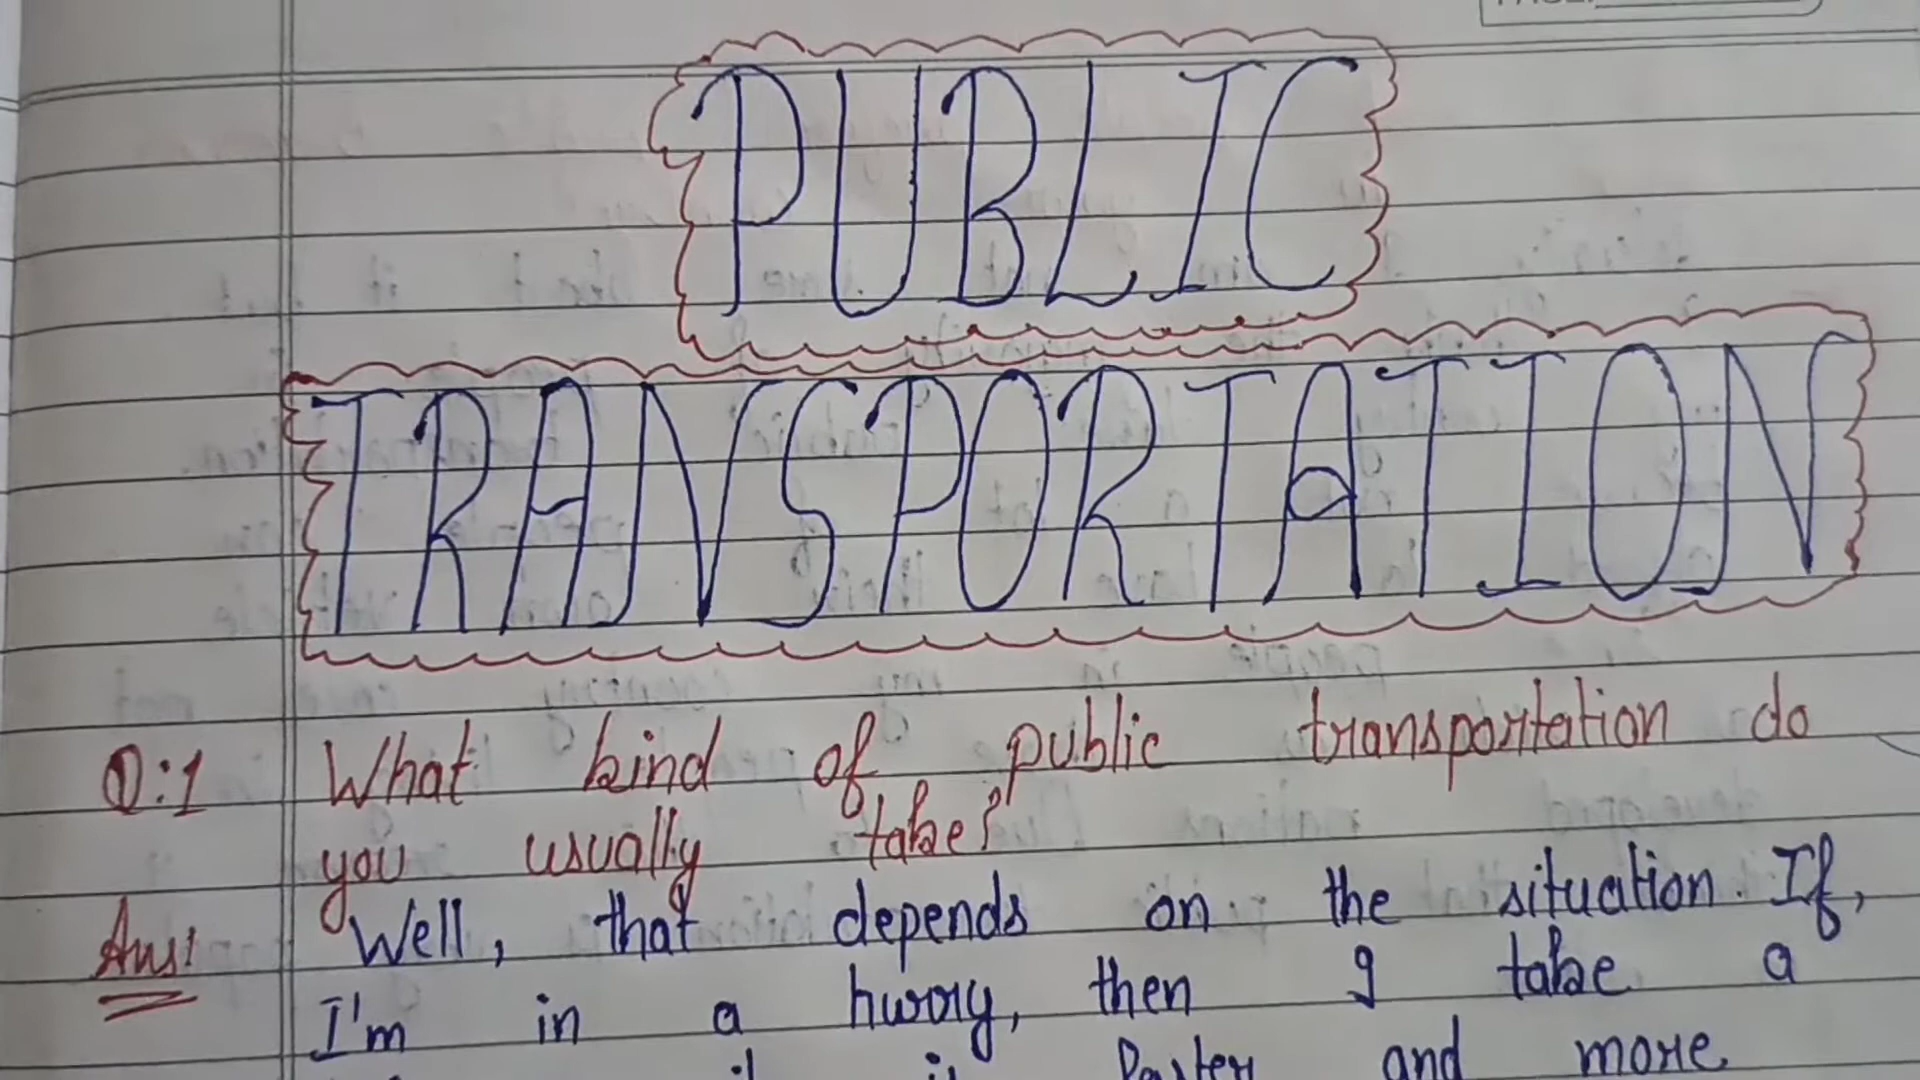 PUBLIC
TRANSPORTATION
Q:1 What kind of public transportation do
you usually take?
Ans: Well, that depends on the situation. If,
I'm in a hurry, then I take a
and more